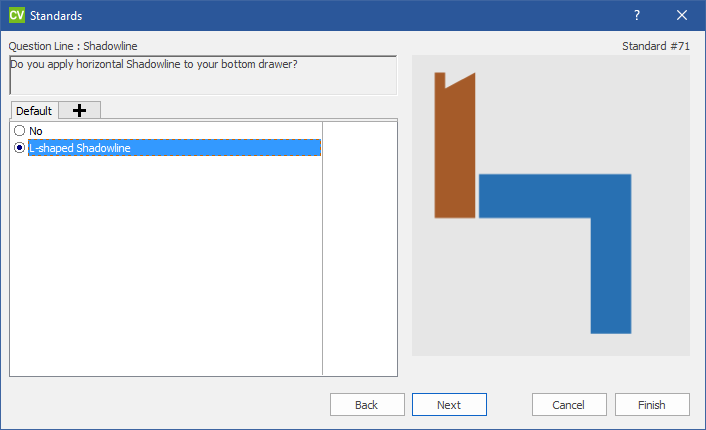 CV Standards ?
Question Line : Shadowline Standard #71
Do you apply horizontal Shadowline to your bottom drawer?
Default
No
L-shaped Shadowline
Back Next Cancel Finish